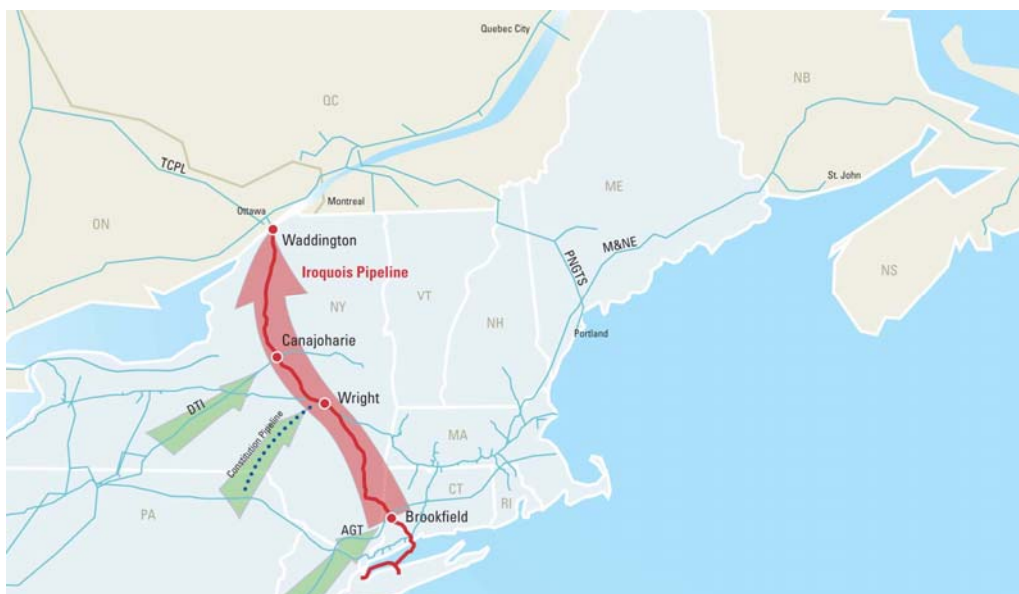 Quebec City
QC
NB
TCPL
ME
St. John
Ottawa
Montreal
ON
Waddington
M&NE
PNGTS
Iroquois Pipeline
NS
NY
VT
NH
Portland
Canajoharie
Wright
DTI
Constitution Pipeline
MA
CT
RI
PA
Brookfield
AGT